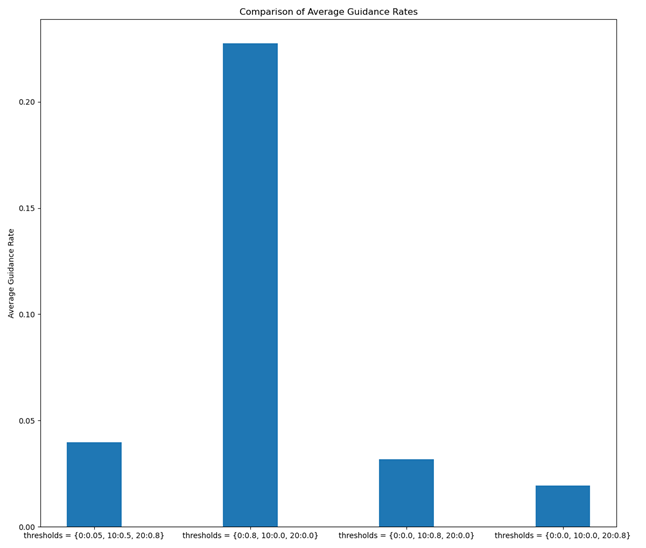 Comparison of Average Guidance Rates
Average Guidance Rate
0.20
0.15
0.10
0.05
0.00
thresholds = {0:0.05, 10:0.5, 20:0.8}
thresholds = {0:0.8, 10:0.0, 20:0.0}
thresholds = {0:0.0, 10:0.8, 20:0.0}
thresholds = {0:0.0, 10:0.0, 20:0.8}